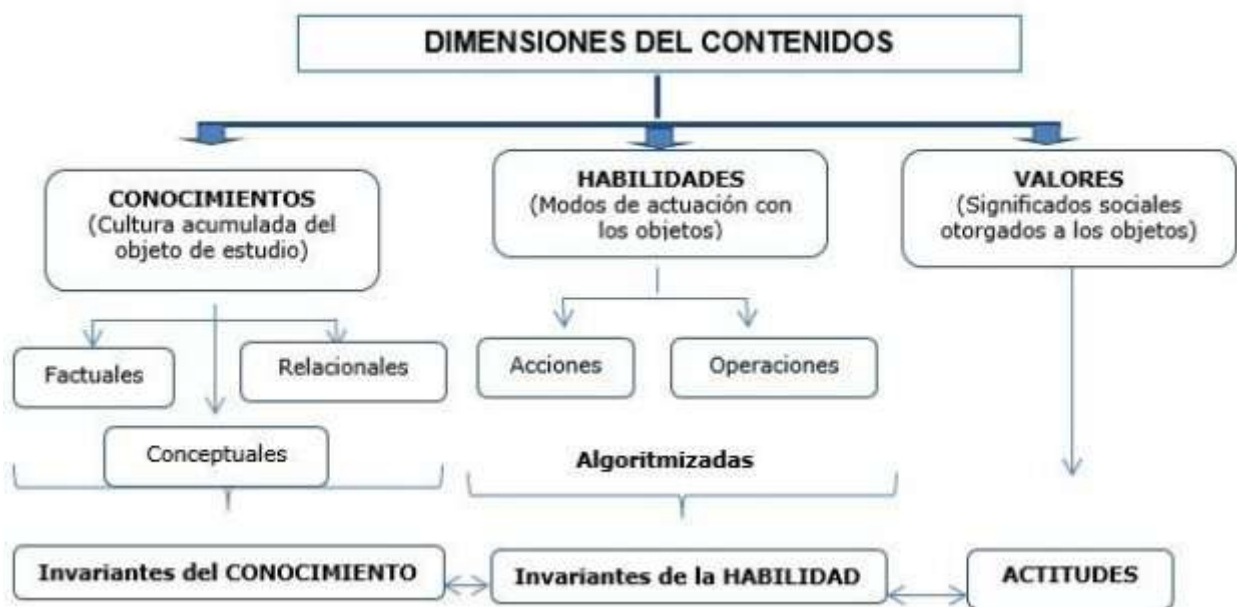 DIMENSIONES DEL CONTENIDOS
CONOCIMIENTOS
(Cultura acumulada del
objeto de estudio)
HABILIDADES
(Modos de actuación con
los objetos)
VALORES
(Significados sociales
otorgados a los objetos)
Factuales
Relacionales
Conceptuales
Acciones
Operaciones
Algoritmizadas
Invariantes del CONOCIMIENTO
Invariantes de la HABILIDAD
ACTITUDES